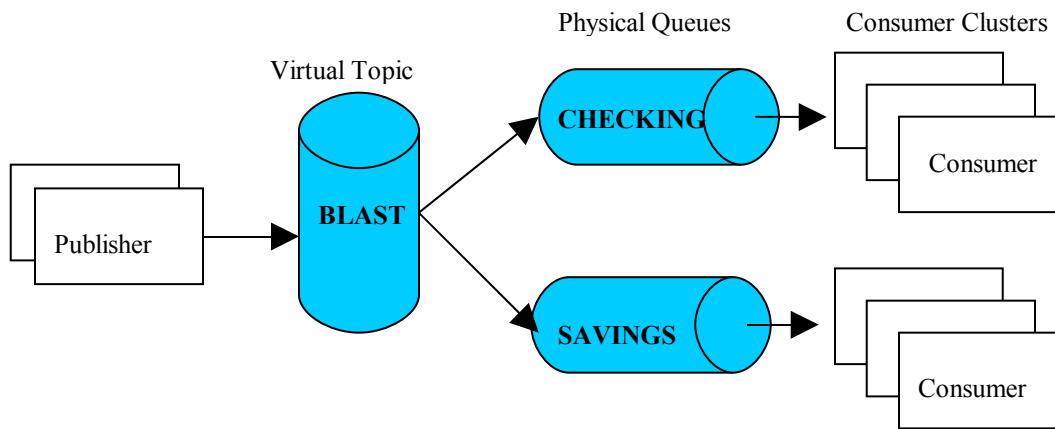 Physical Queues
Consumer Clusters
Virtual Topic
CHECKING
Consumer
Publisher
BLAST
SAVINGS
Consumer